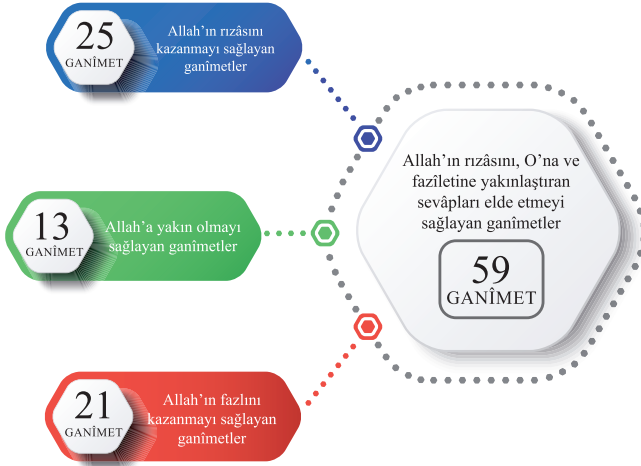 25
GANÎMET
Allah’ın rızâsını
kazanmayı sağlayan
ganîmetler
13
GANÎMET
Allah’a yakın olmayı
sağlayan ganîmetler
21
GANÎMET
Allah’ın fazlını
kazanmayı sağlayan
ganîmetler
Allah’ın rızâsını, O’na ve
fazîletine yakınlaştıran
sevâpları elde etmeyi
sağlayan ganîmetler
59
GANÎMET